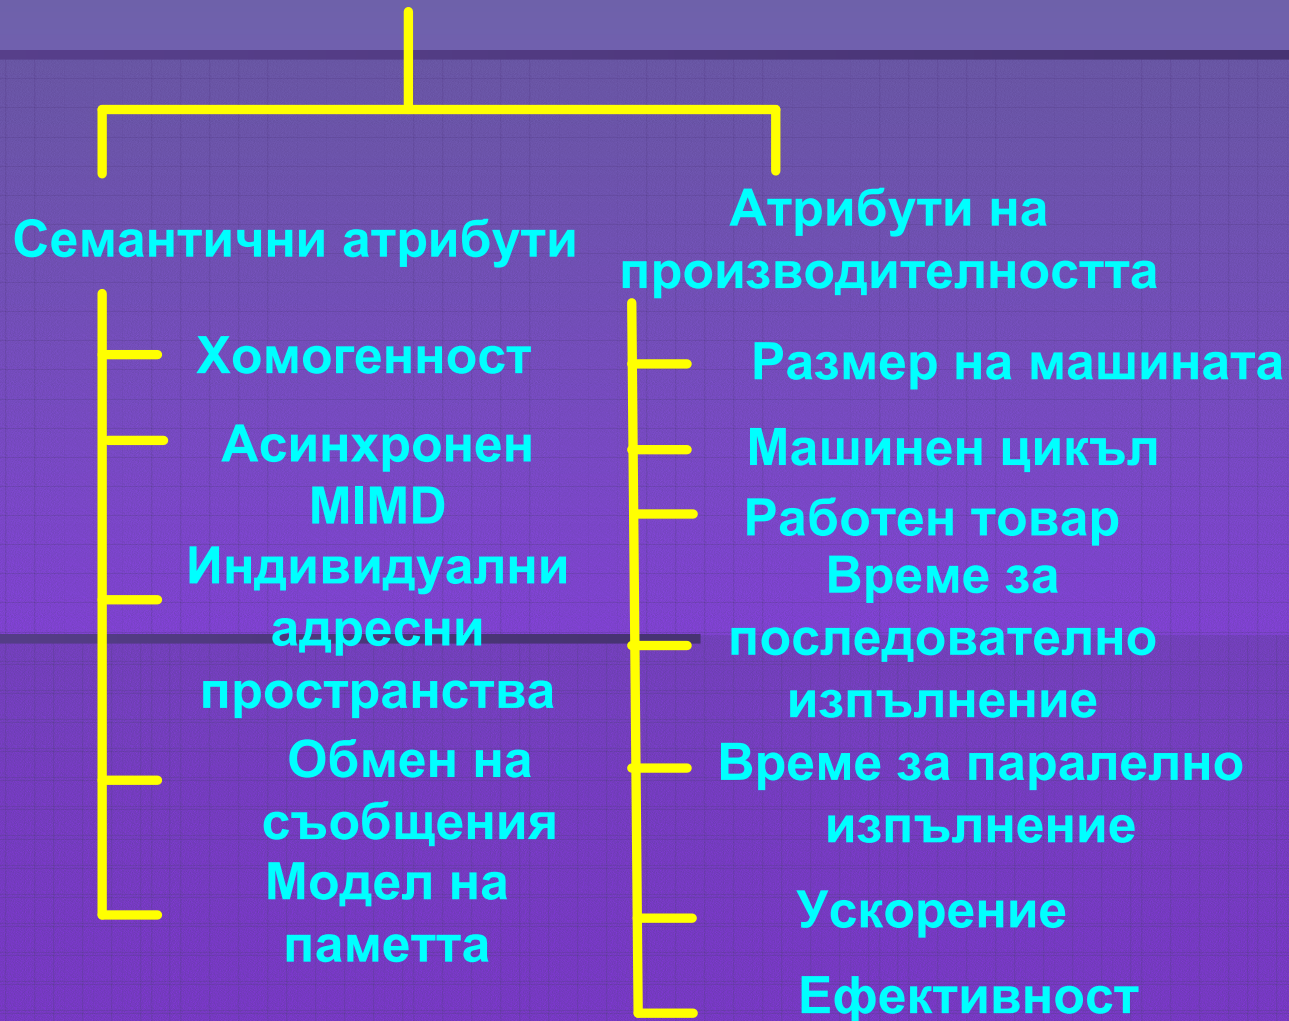 Семантични атрибути
Хомогенност
Асинхронен
MIMD
Индивидуални
адресни
пространства
Обмен на
съобщения
Модел на
паметта
Атрибути на
производителността
Размер на машината
Машинен цикъл
Работен товар
Време за
последователно
изпълнение
Време за паралелно
изпълнение
Ускорение
Ефективност